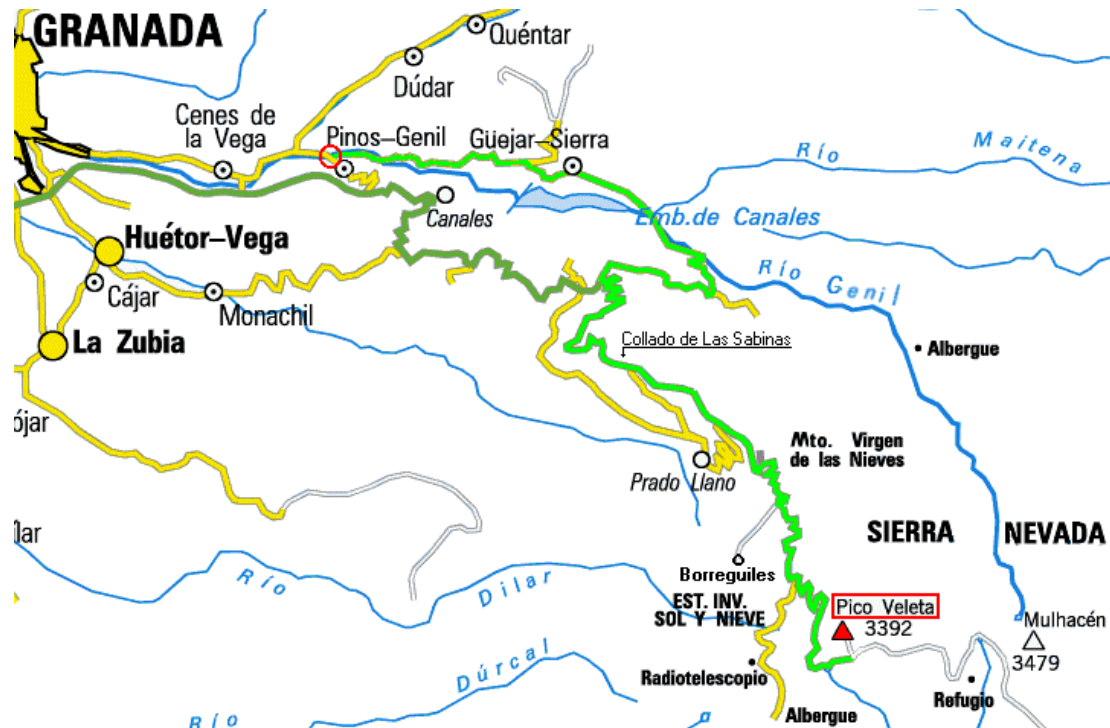 GRANADA
Quéntar
Dúdar
Cenes de
la Vega
Pinos-Genil
Güejar-Sierra
Río Maitena
Canales
Emb. de Canales
Huétor-Vega
Río Genil
Cájar
Monachil
La Zubia
Collado de Las Sabinas
Albergue
ójar
Mto. Virgen
de las Nieves
Prado Llano
lar
SIERRA NEVADA
Río Dilar
Borreguiles
EST. INV.
SOL Y NIEVE
Pico Veleta
3392
Mulhacén
3479
Radiotelescopio
Refugio
Río Dúrcal
Albergue
a